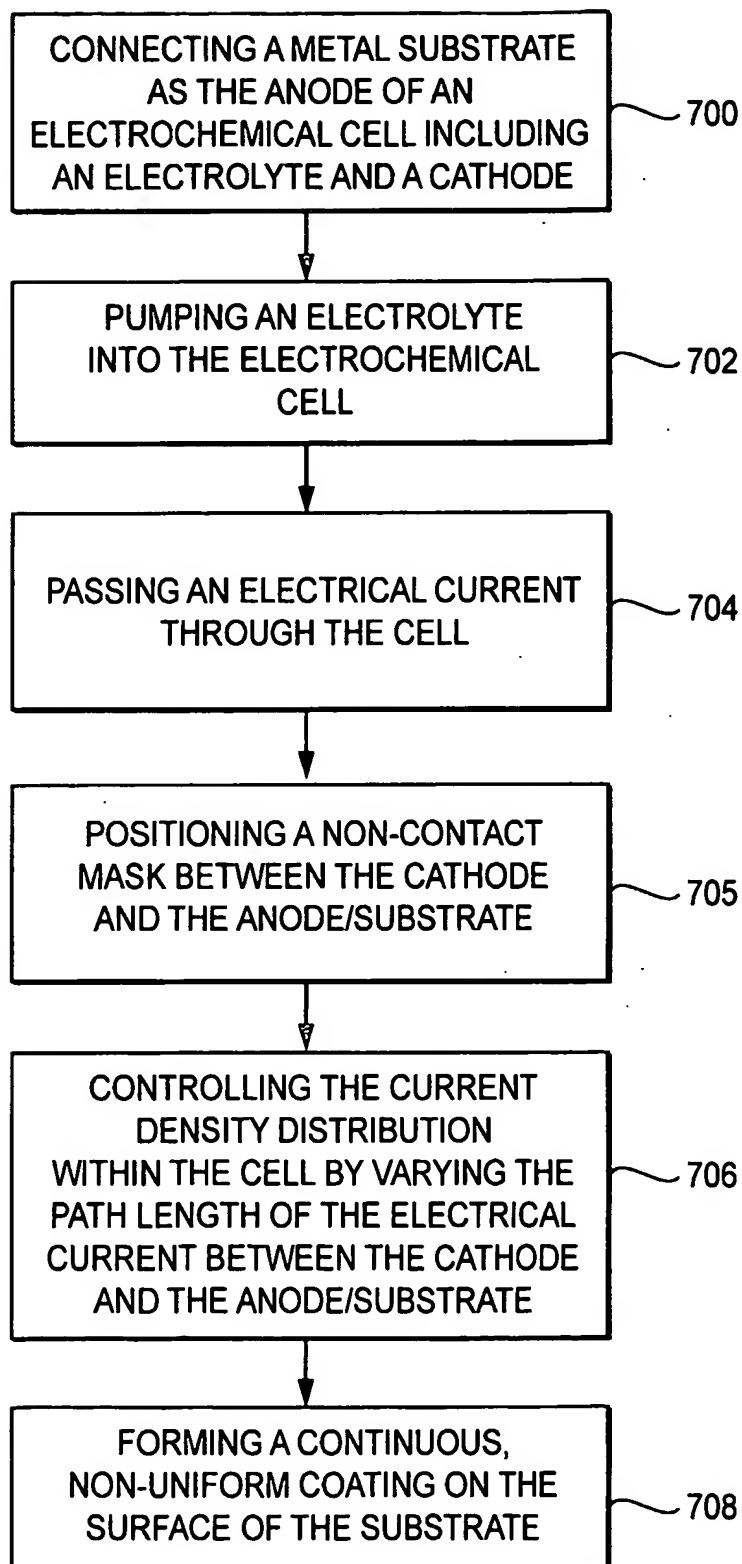 CONNECTING A METAL SUBSTRATE
AS THE ANODE OF AN
ELECTROCHEMICAL CELL INCLUDING
AN ELECTROLYTE AND A CATHODE
700
PUMPING AN ELECTROLYTE
INTO THE ELECTROCHEMICAL
CELL
702
PASSING AN ELECTRICAL CURRENT
THROUGH THE CELL
704
POSITIONING A NON-CONTACT
MASK BETWEEN THE CATHODE
AND THE ANODE/SUBSTRATE
705
CONTROLLING THE CURRENT
DENSITY DISTRIBUTION
WITHIN THE CELL BY VARYING THE
PATH LENGTH OF THE ELECTRICAL
CURRENT BETWEEN THE CATHODE
AND THE ANODE/SUBSTRATE
706
FORMING A CONTINUOUS,
NON-UNIFORM COATING ON THE
SURFACE OF THE SUBSTRATE
708